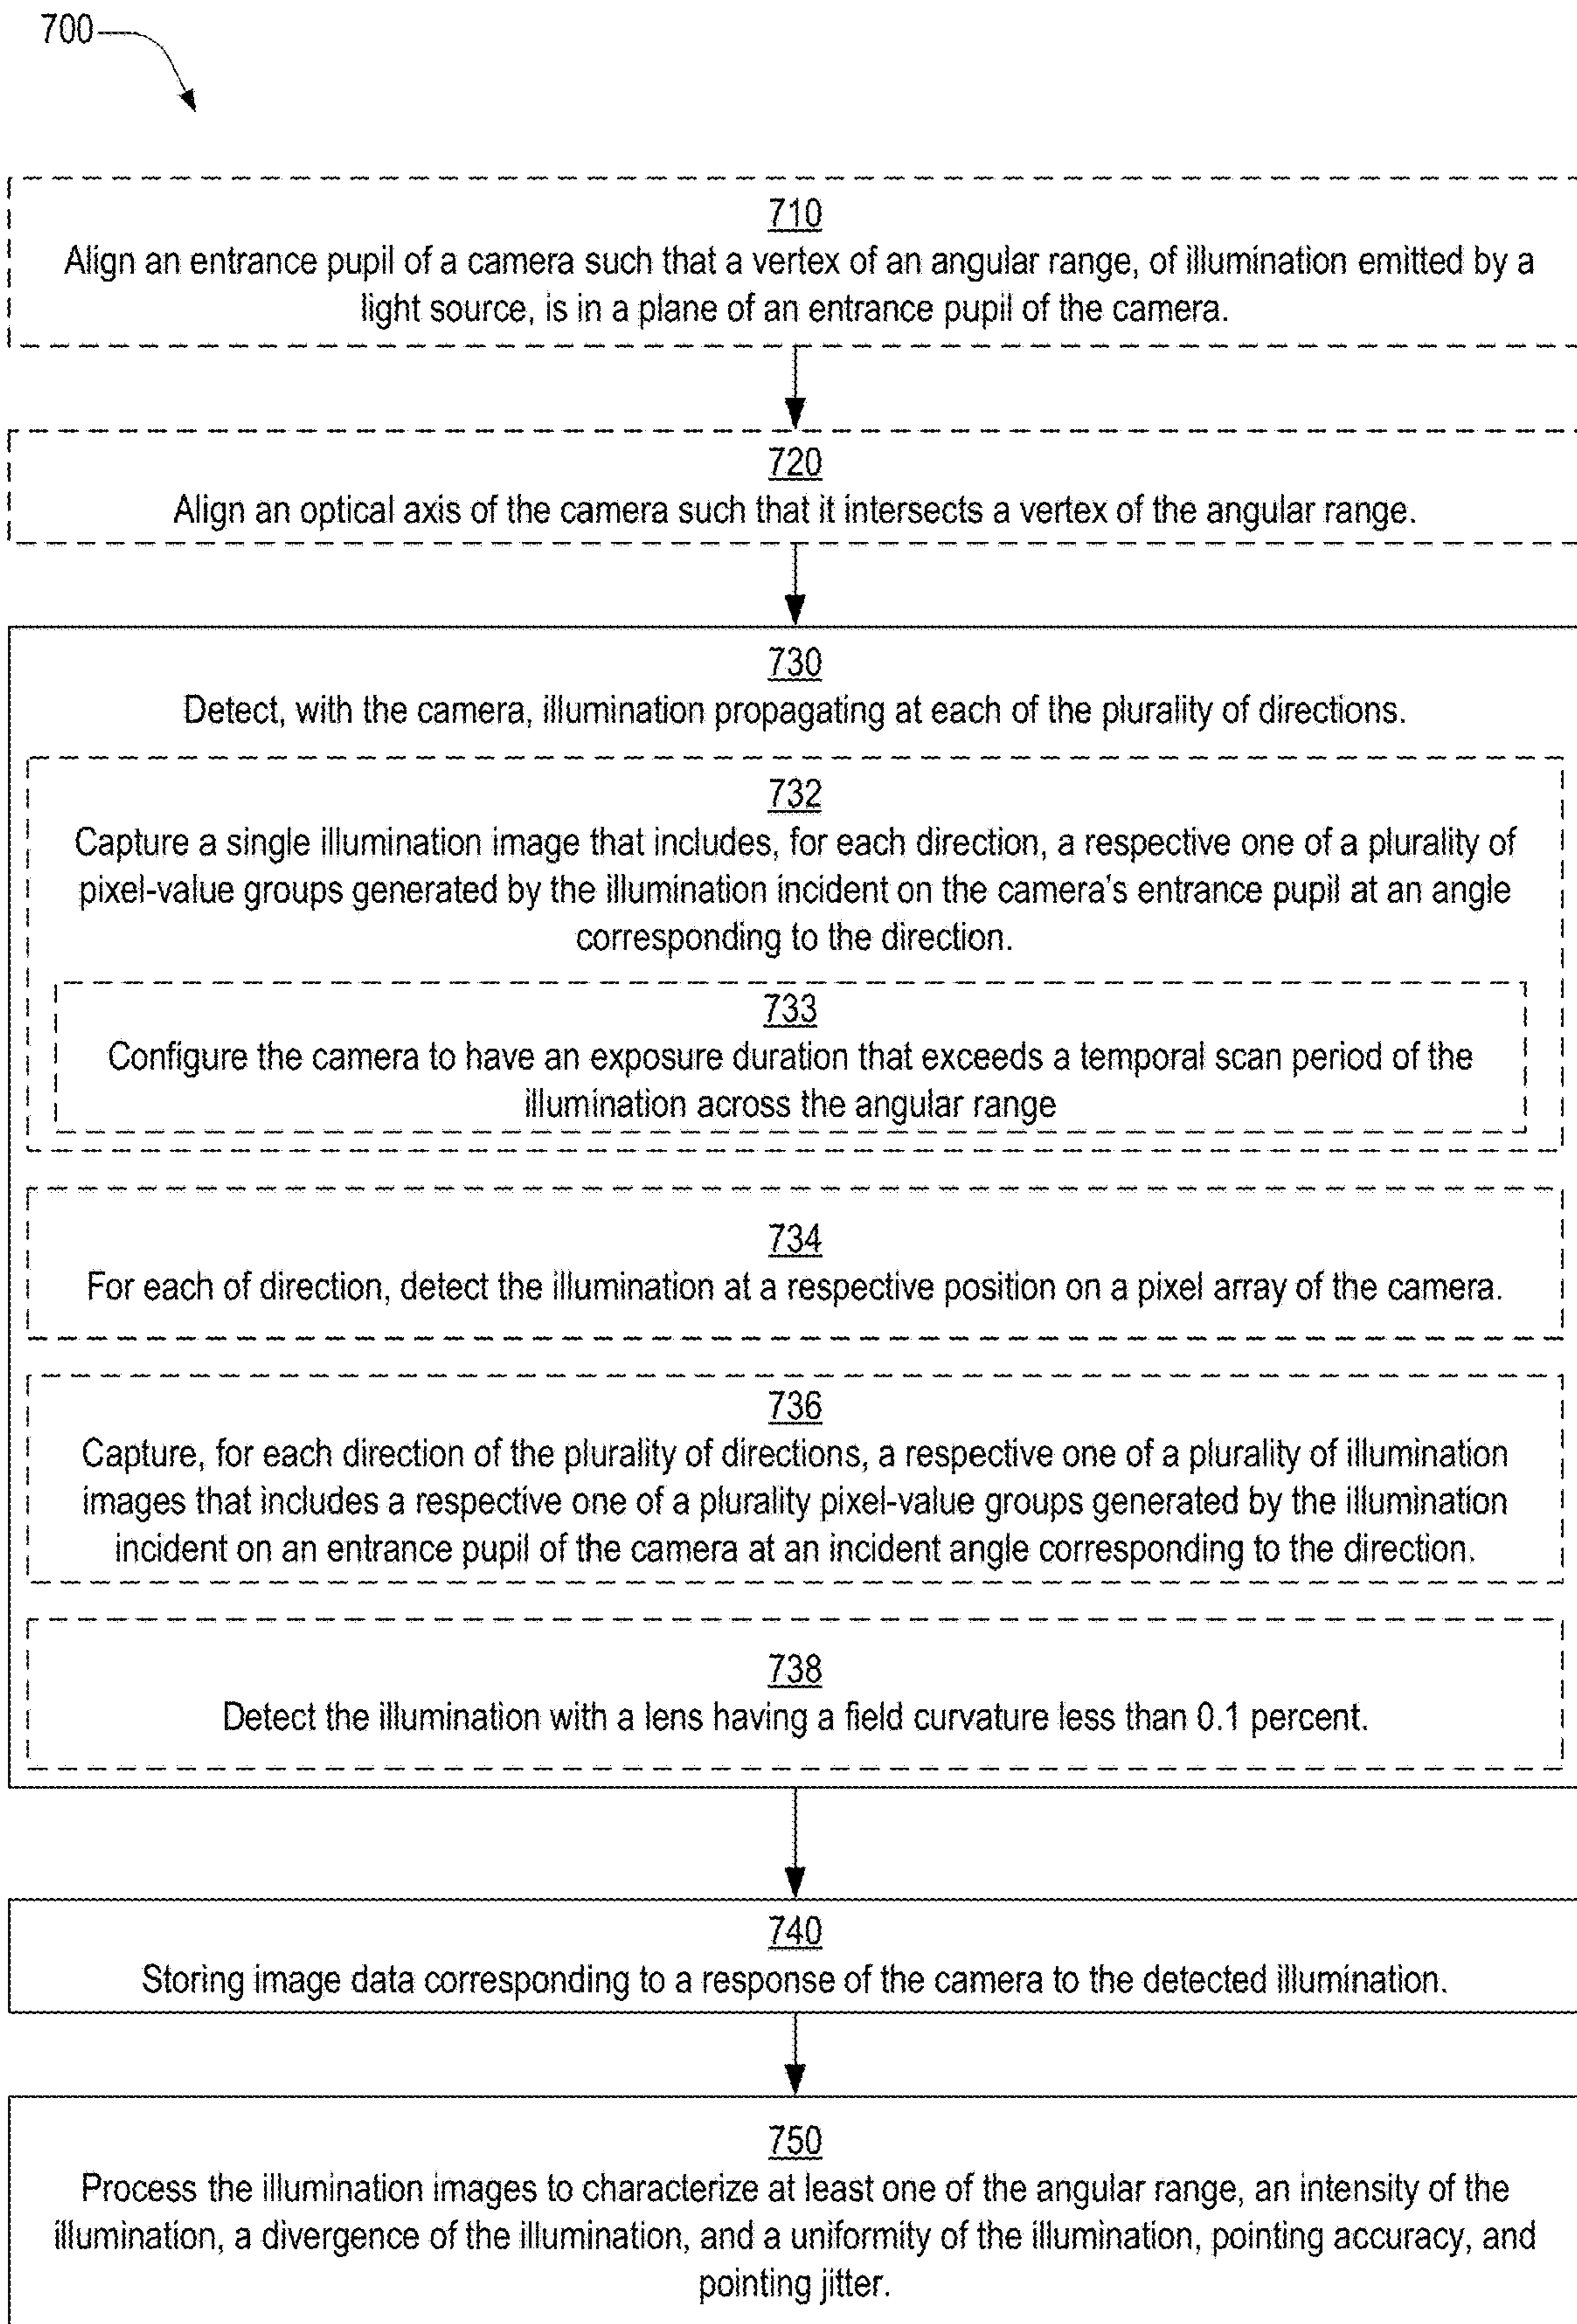 700
710
Align an entrance pupil of a camera such that a vertex of an angular range, of illumination emitted by a
light source, is in a plane of an entrance pupil of the camera.
720
Align an optical axis of the camera such that it intersects a vertex of the angular range.
730
Detect, with the camera, illumination propagating at each of the plurality of directions.
732
Capture a single illumination image that includes, for each direction, a respective one of a plurality of
pixel-value groups generated by the illumination incident on the camera's entrance pupil at an angle
corresponding to the direction.
733
Configure the camera to have an exposure duration that exceeds a temporal scan period of the
illumination across the angular range
734
For each of direction, detect the illumination at a respective position on a pixel array of the camera.
736
Capture, for each direction of the plurality of directions, a respective one of a plurality of illumination
images that includes a respective one of a plurality pixel-value groups generated by the illumination
incident on an entrance pupil of the camera at an incident angle corresponding to the direction.
738
Detect the illumination with a lens having a field curvature less than 0.1 percent.
740
Storing image data corresponding to a response of the camera to the detected illumination.
750
Process the illumination images to characterize at least one of the angular range, an intensity of the
illumination, a divergence of the illumination, and a uniformity of the illumination, pointing accuracy, and
pointing jitter.